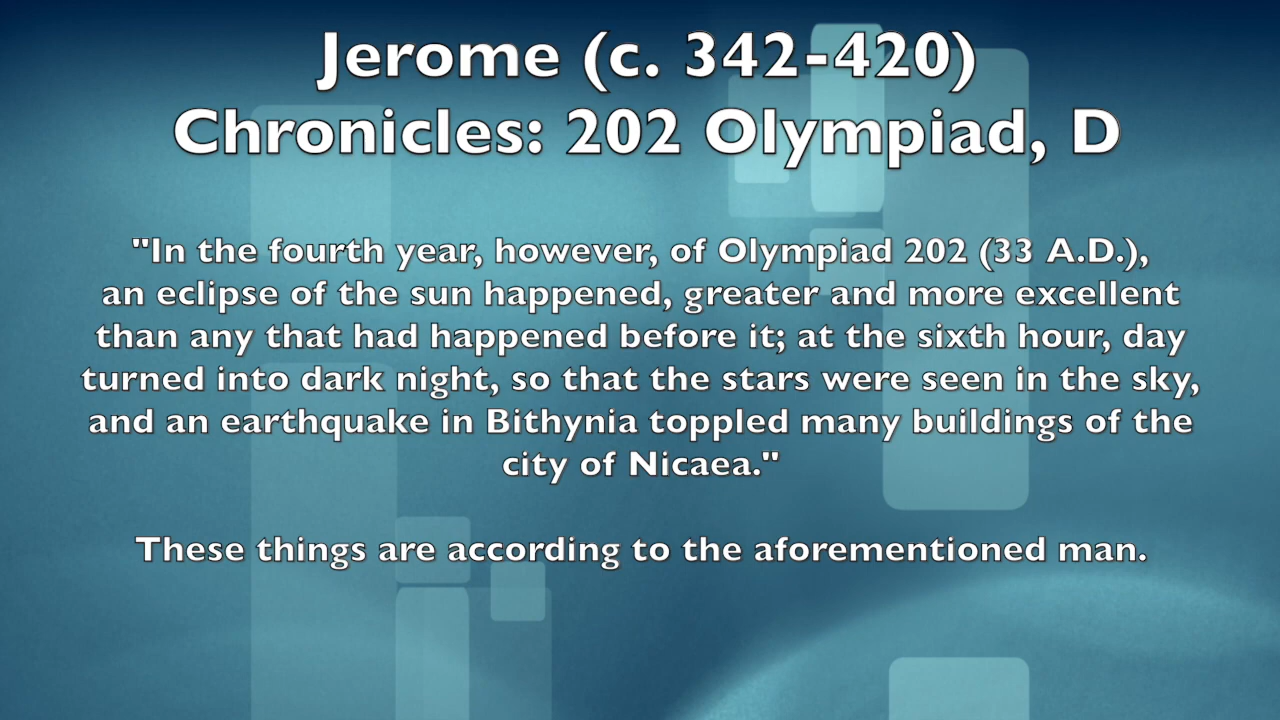 Jerome (c. 342-420)
Chronicles: 202 Olympiad, D
"In the fourth year, however, of Olympiad 202 (33 A.D.),
an eclipse of the sun happened, greater and more excellent
than any that had happened before it; at the sixth hour, day
turned into dark night, so that the stars were seen in the sky,
and an earthquake in Bithynia toppled many buildings of the
city of Nicaea."
These things are according to the aforementioned man.